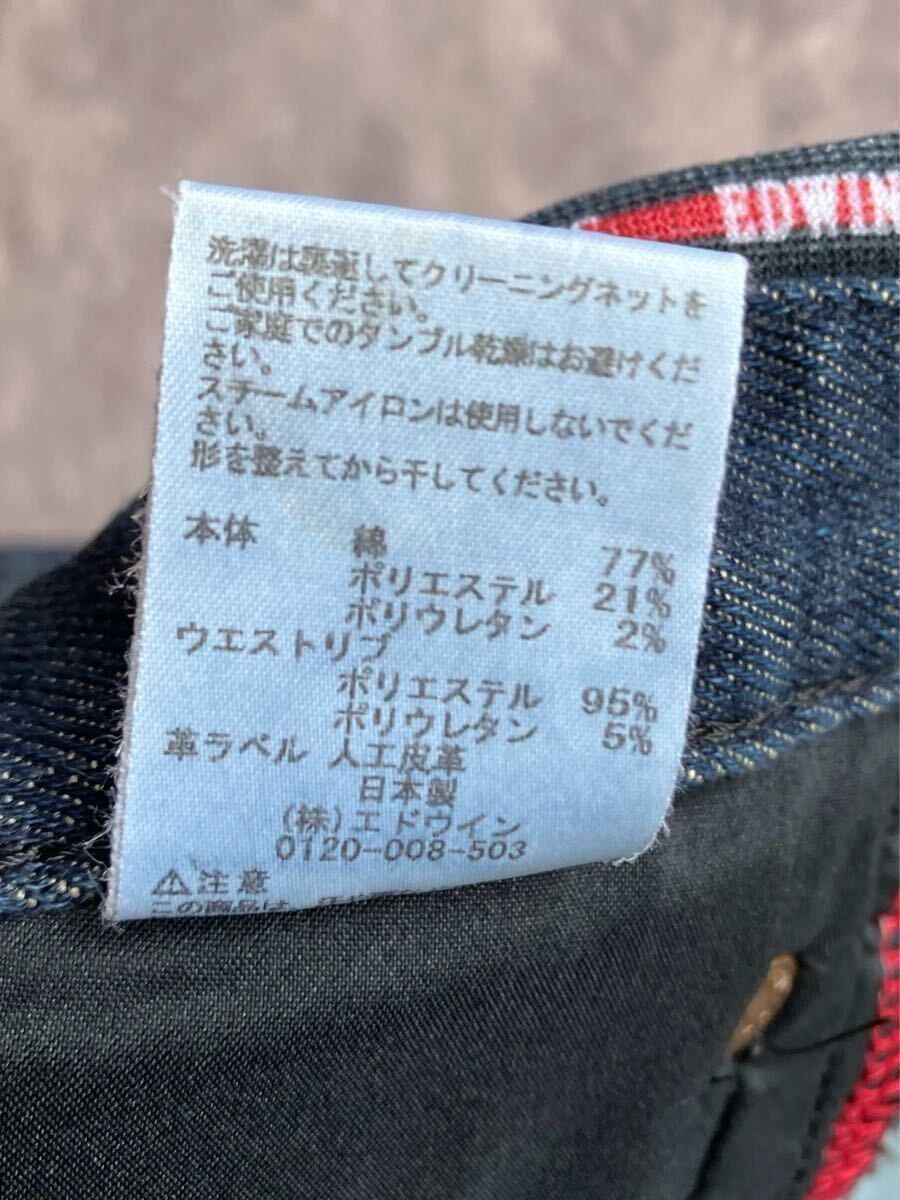 EDWIN
洗濯は裏返してクリーニングネットを
ご使用ください。
ご家庭でのタンブル乾燥はお避けくだ
さい。
スチームアイロンは使用しないでくだ
さい。
形を整えてから干してください。
本体 綿 77%
ポリエステル 21%
ポリウレタン 2%
ウエストリブ
ポリエステル 95%
ポリウレタン 5%
革ラベル 人工皮革
日本製
(株)エドウイン
0120-008-503
⚠注意
この商品は